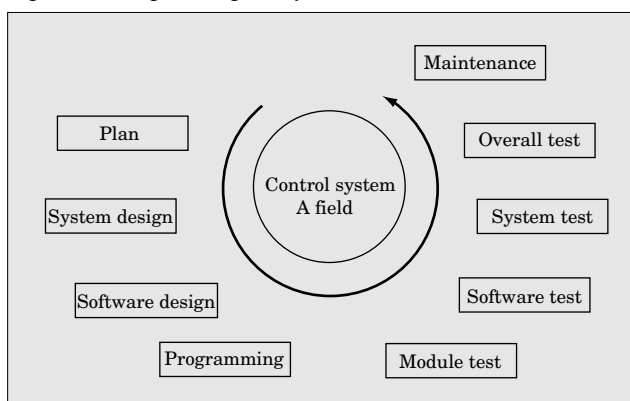 Maintenance
Plan
Overall test
Control system
A field
System design
System test
Software design
Software test
Programming
Module test